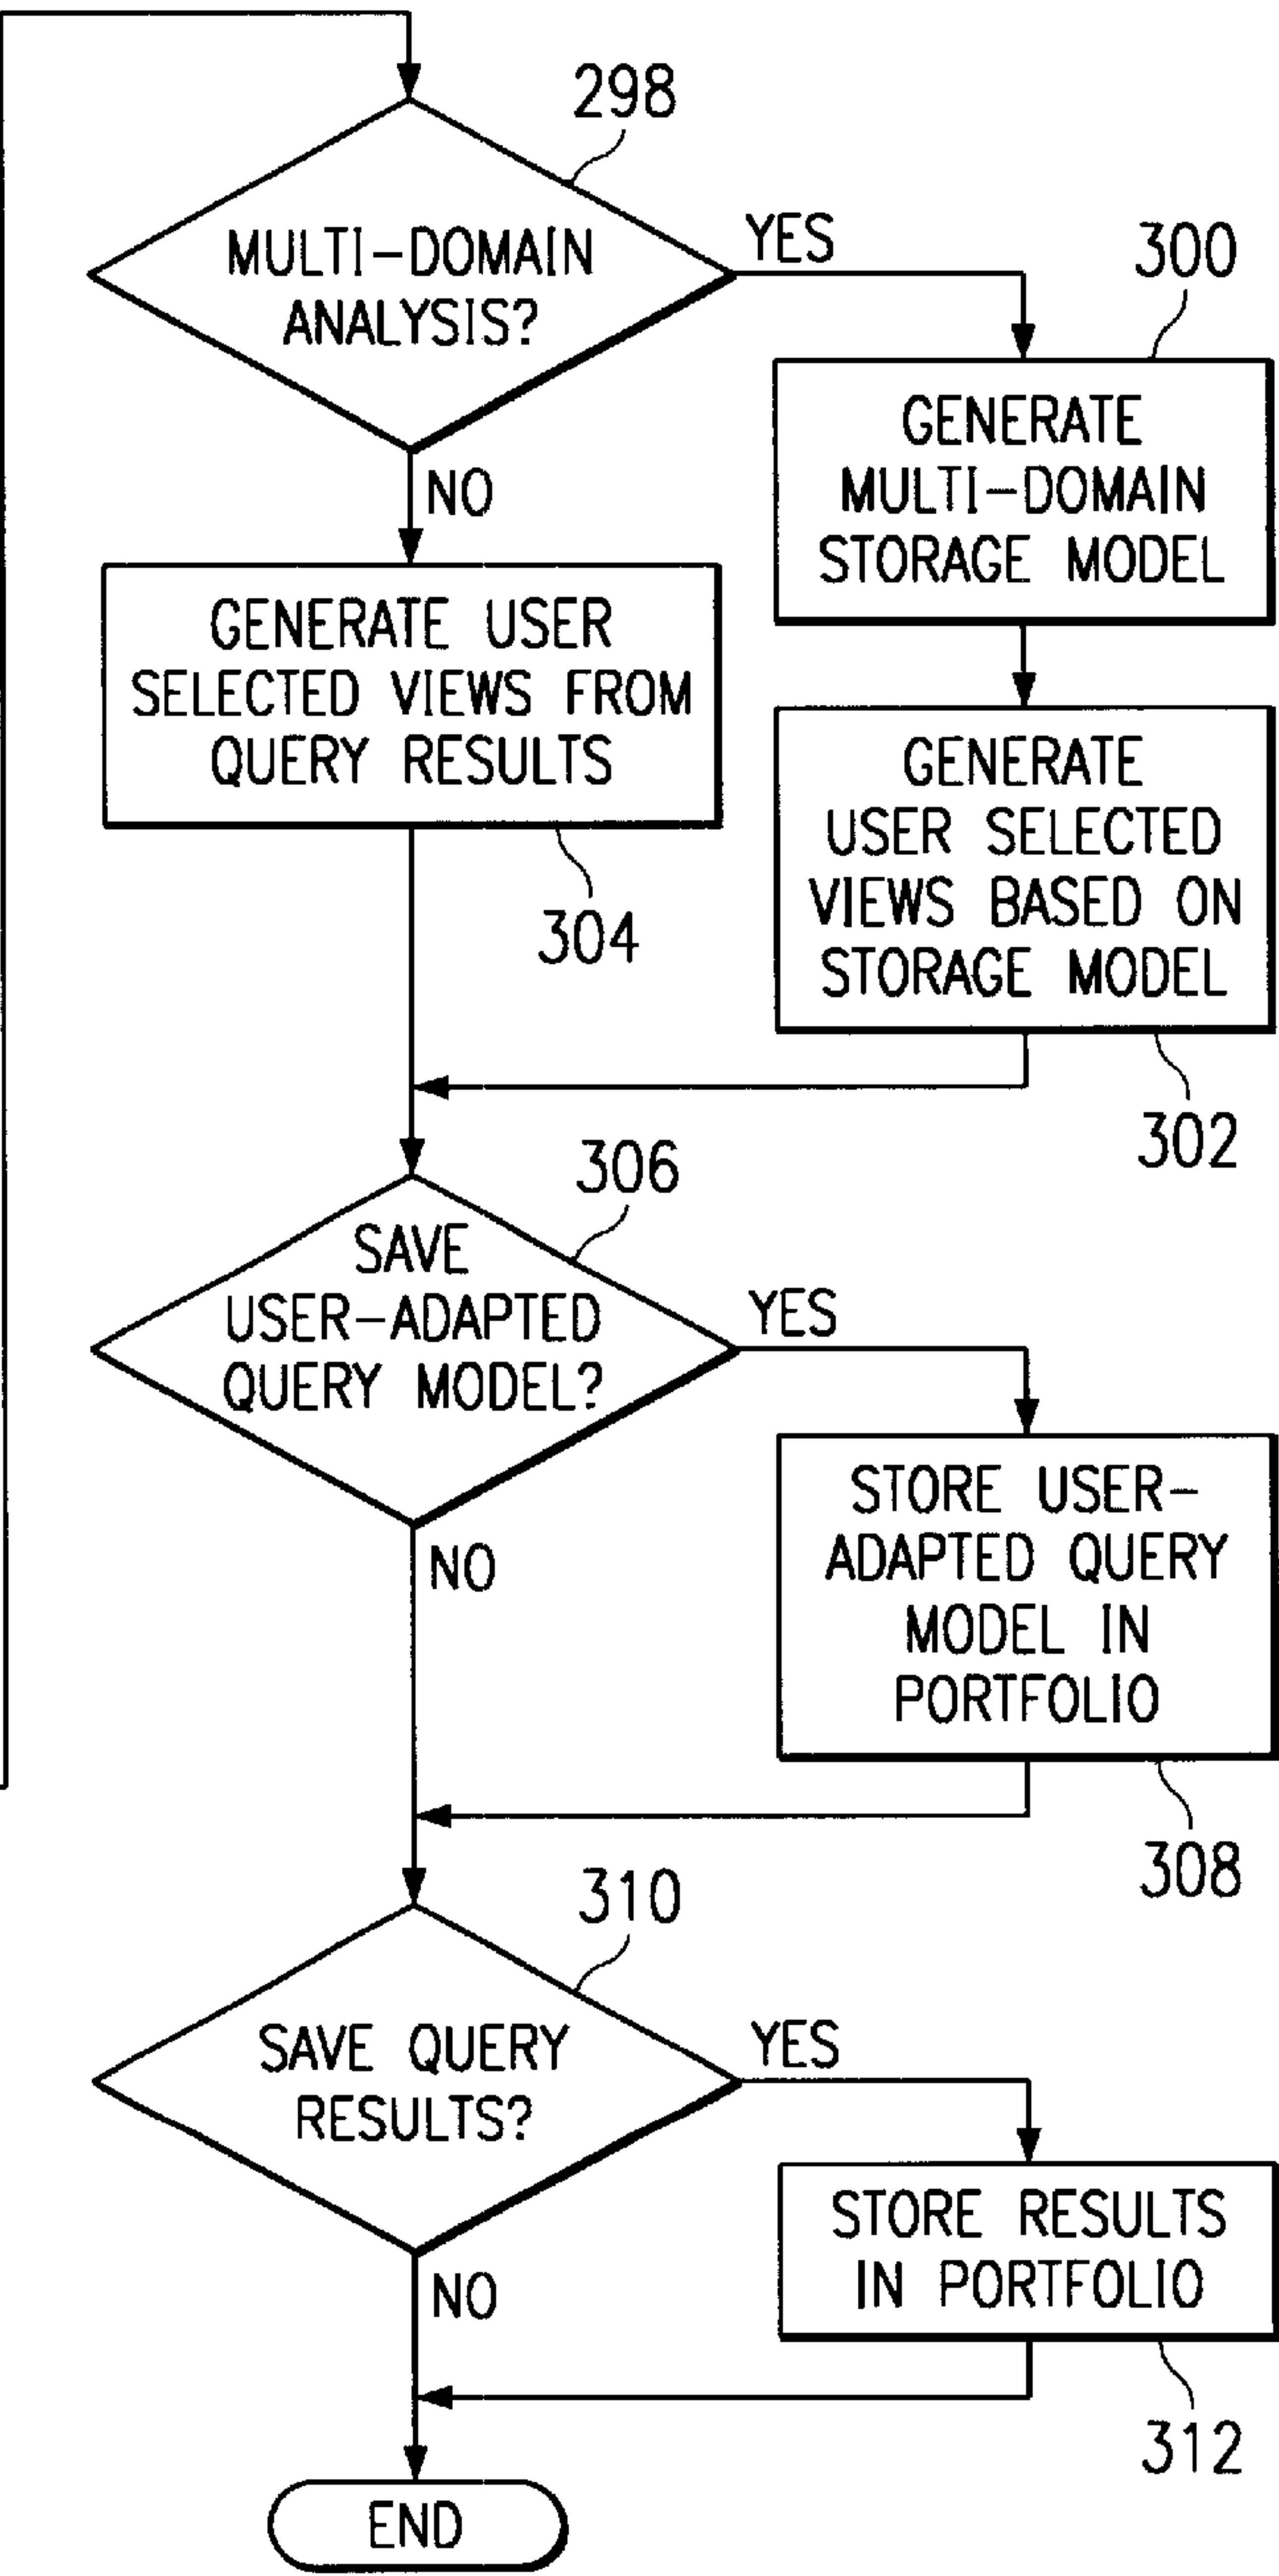 298
MULTI-DOMAIN
ANALYSIS?
YES
NO
300
GENERATE
MULTI-DOMAIN
STORAGE MODEL
GENERATE USER
SELECTED VIEWS FROM
QUERY RESULTS
304
GENERATE
USER SELECTED
VIEWS BASED ON
STORAGE MODEL
302
306
SAVE
USER-ADAPTED
QUERY MODEL?
YES
NO
STORE USER-
ADAPTED QUERY
MODEL IN
PORTFOLIO
308
310
SAVE QUERY
RESULTS?
YES
NO
STORE RESULTS
IN PORTFOLIO
312
END